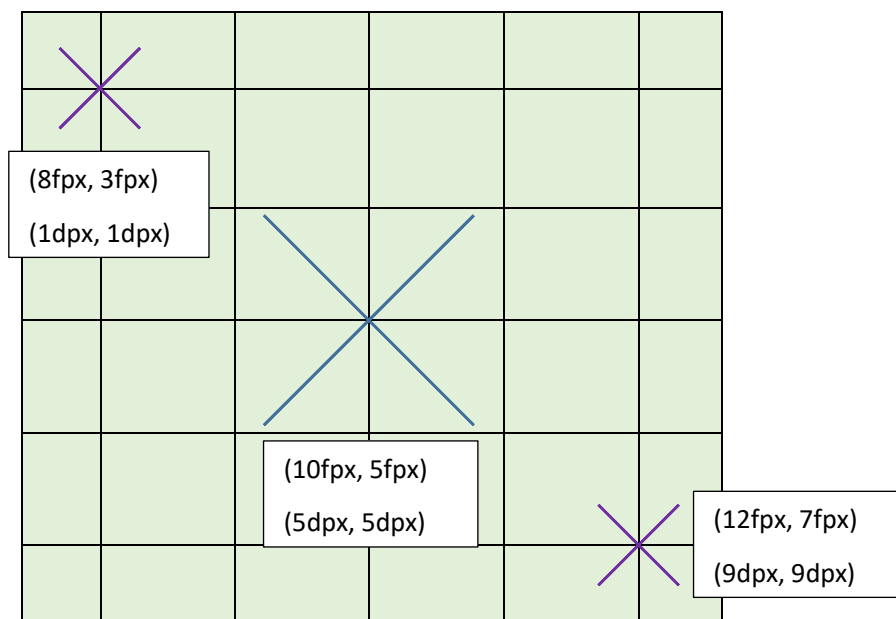 (8fpx, 3fpx)
(1dpx, 1dpx)
(10fpx, 5fpx)
(5dpx, 5dpx)
(12fpx, 7fpx)
(9dpx, 9dpx)